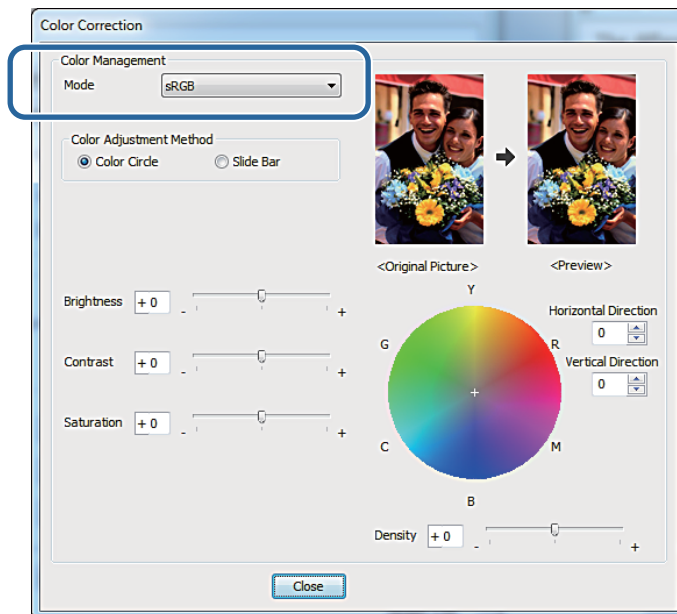 Color Correction
Color Management
Mode
sRGB
Color Adjustment Method
Color Circle
Slide Bar
<Original Picture>
<Preview>
Brightness
+ 0
- +
Contrast
+ 0
- +
Saturation
+ 0
- +
Y
G
R
C
M
B
Horizontal Direction
0
Vertical Direction
0
Density
+ 0
- +
Close